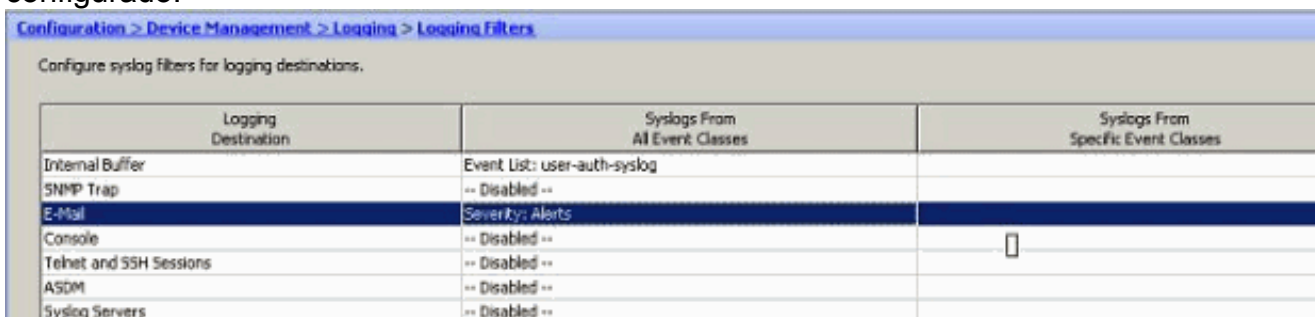 Configuration > Device Management > Logging > Logging Filters
Configure syslog filters for logging destinations.
Logging Destination Syslogs From All Event Classes Syslogs From Specific Event Classes
Internal Buffer Event List: user-auth-syslog
SNMP Trap -- Disabled --
E-Mail Severity: Alerts
Console -- Disabled --
Telnet and SSH Sessions -- Disabled --
ASDM -- Disabled --
Syslog Servers -- Disabled --